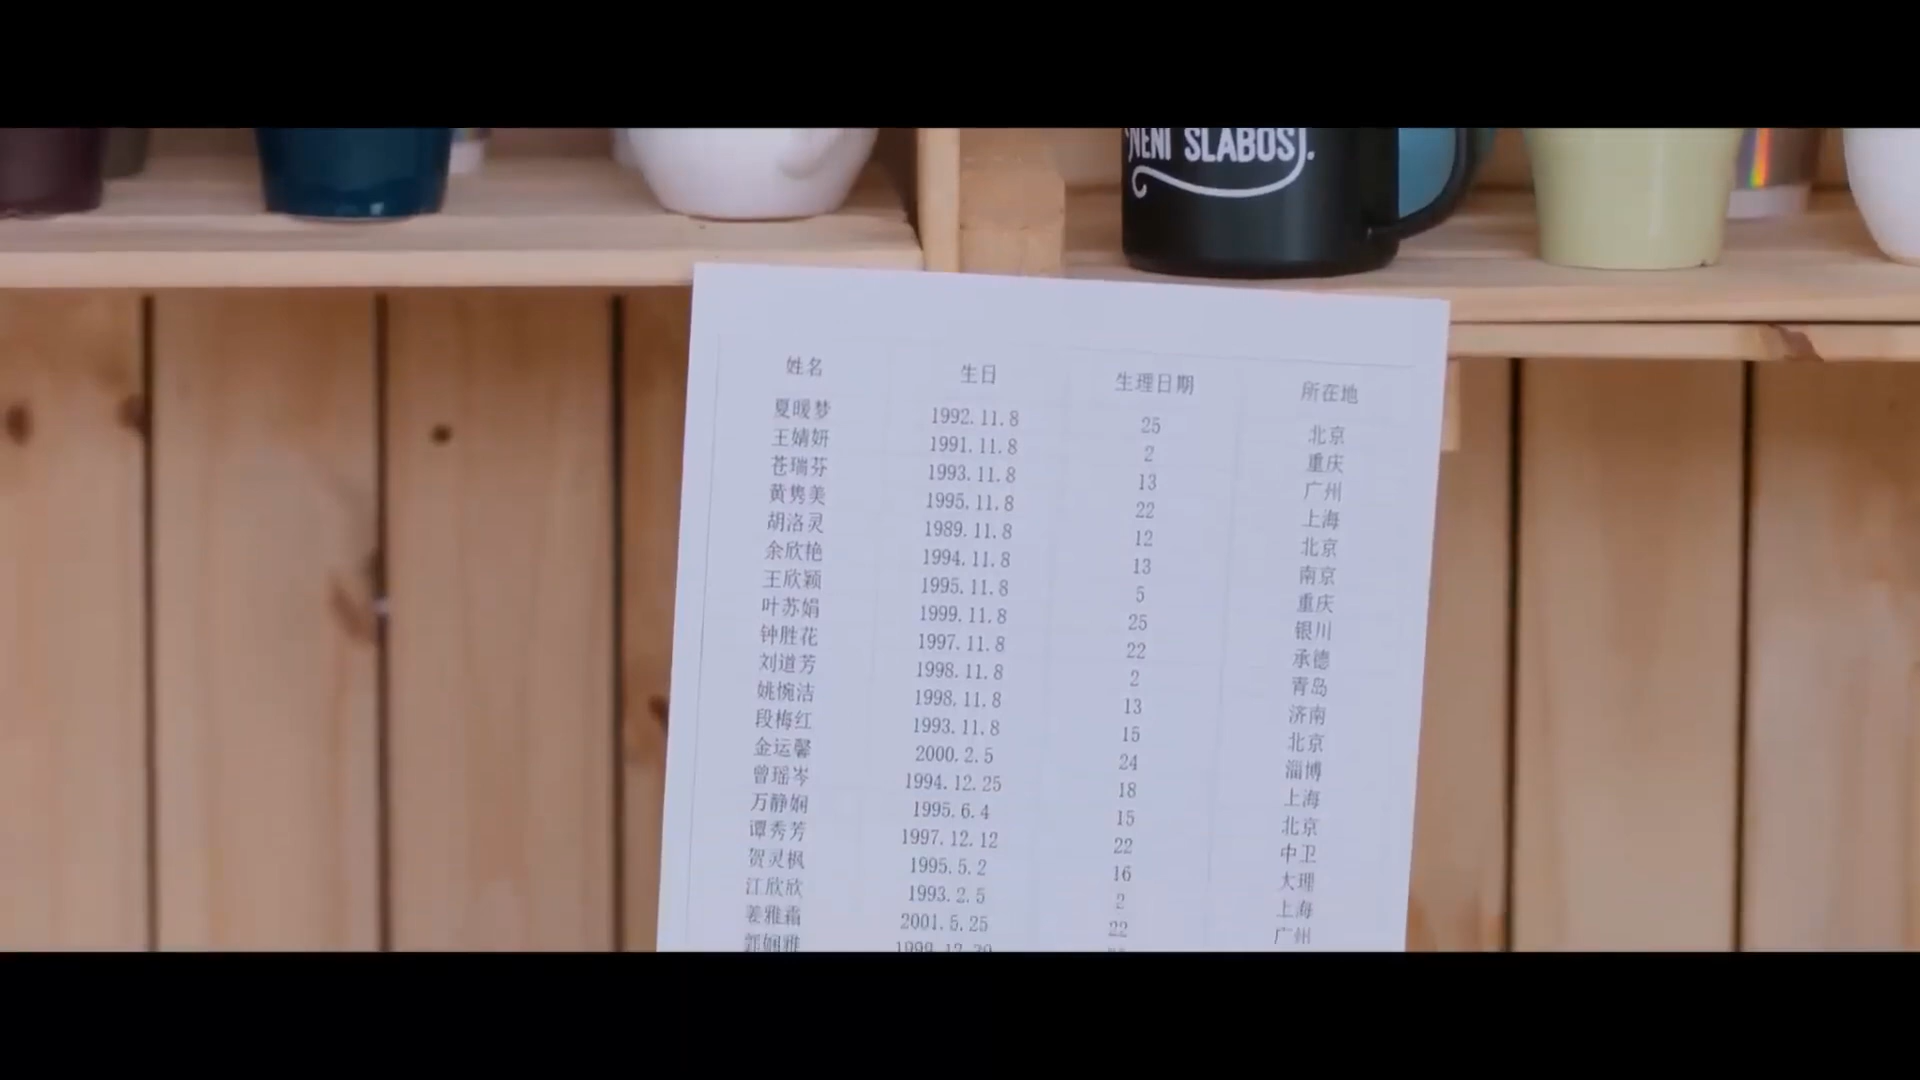 NENÍ SLABOST.
姓名 生日 生理日期 所在地
夏暖梦 1992.11.8 25 北京
王婧妍 1991.11.8 2 重庆
苍瑞芬 1993.11.8 13 广州
黄隽美 1995.11.8 22 上海
胡洛灵 1989.11.8 12 北京
余欣艳 1994.11.8 13 南京
王欣颖 1995.11.8 5 重庆
叶苏娟 1999.11.8 25 银川
钟胜花 1997.11.8 22 承德
刘道芳 1998.11.8 2 青岛
姚惋洁 1998.11.8 13 济南
段梅红 1993.11.8 15 北京
金运馨 2000.2.5 24 淄博
曾瑶岑 1994.12.25 18 上海
万静娴 1995.6.4 15 北京
谭秀芳 1997.12.12 22 中卫
贺灵枫 1995.5.2 16 大理
江欣欣 1993.2.5 2 上海
姜雅霜 2001.5.25 22 广州